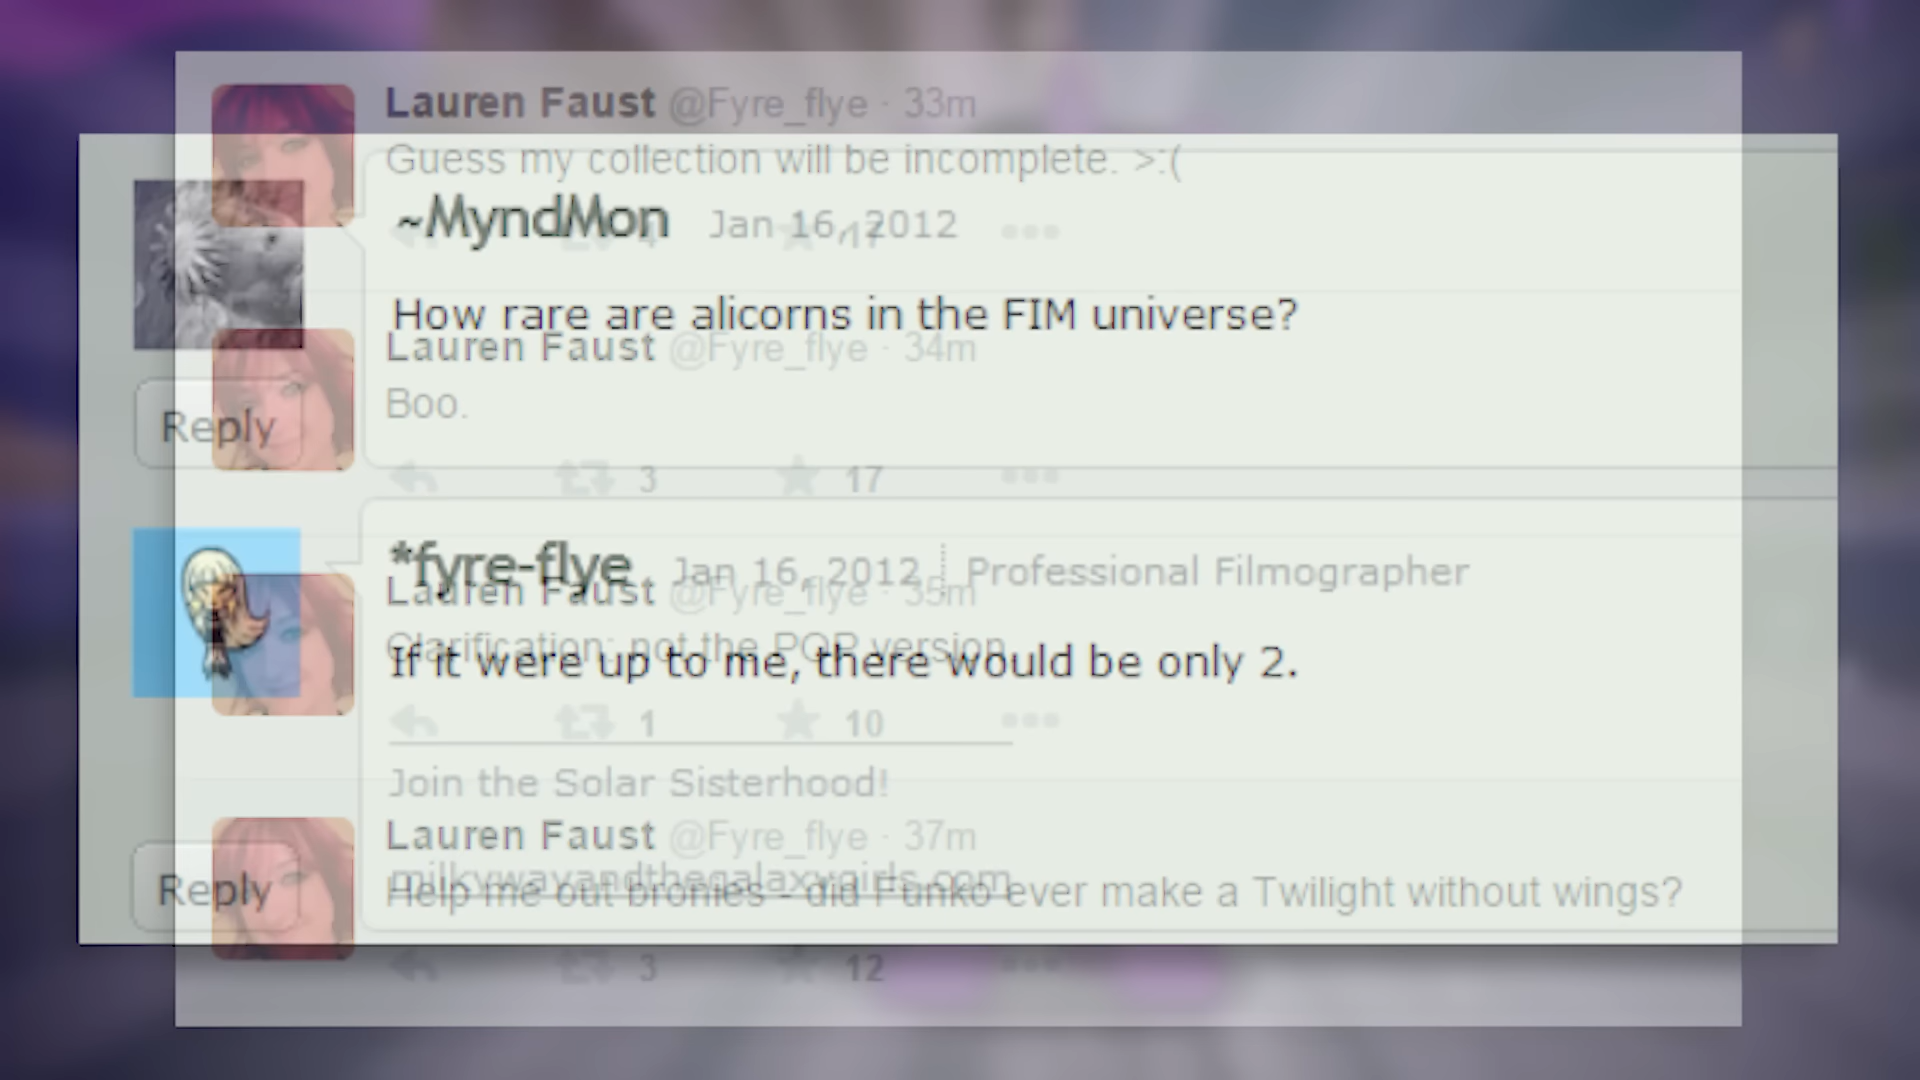 Lauren Faust @Fyre_flye · 33m
Guess my collection will be incomplete. >:(
4 17
Lauren Faust @Fyre_flye · 34m
Boo.
3 17
Lauren Faust @Fyre_flye · 35m
Clarification: not the POP version
1 10
Lauren Faust @Fyre_flye · 37m
Help me out bronies - did Funko ever make a Twilight without wings?
3 12
~MyndMon Jan 16, 2012
How rare are alicorns in the FIM universe?
Reply
*fyre-flye Jan 16, 2012 Professional Filmographer
If it were up to me, there would be only 2.
Join the Solar Sisterhood!
milkywayandthegalaxygirls.com
Reply